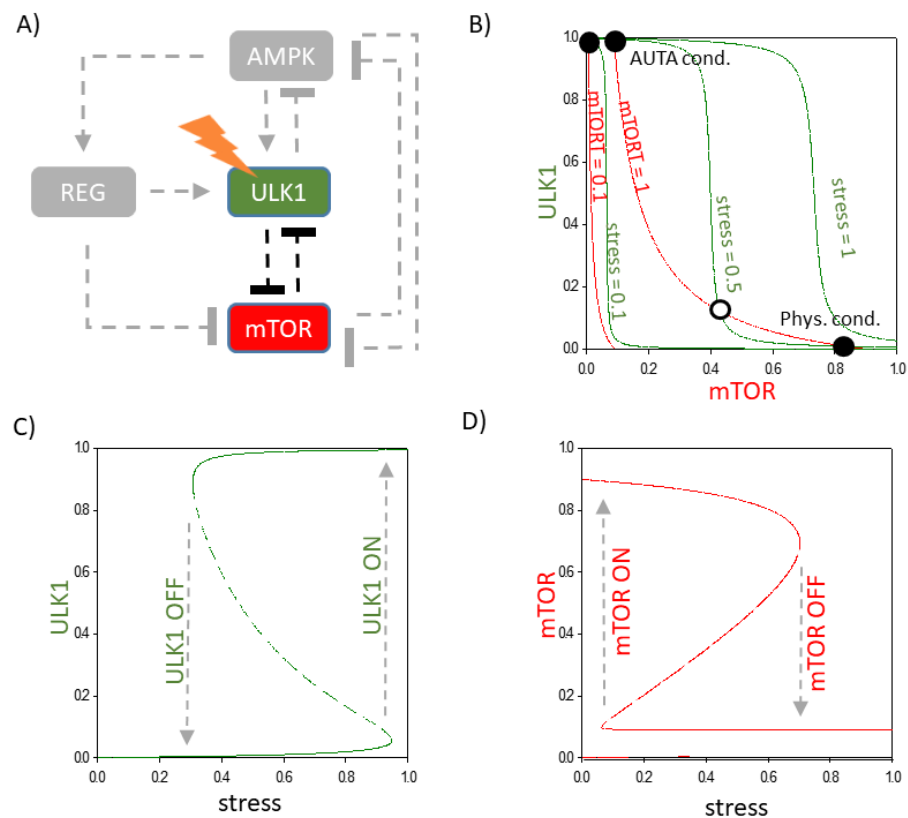 A)
AMPK
REG
ULK1
mTOR
B)
ULK1
1.0
0.8
0.6
0.4
0.2
0.0
AUTA cond.
mTORT = 0.1
mTORT = 1
stress = 0.1
stress = 0.5
stress = 1
Phys. cond.
0.0 0.2 0.4 0.6 0.8 1.0
mTOR
C)
ULK1
1.0
0.8
0.6
0.4
0.2
0.0
ULK1 OFF
ULK1 ON
0.0 0.2 0.4 0.6 0.8 1.0
stress
D)
mTOR
1.0
0.8
0.6
0.4
0.2
0.0
mTOR ON
mTOR OFF
0.0 0.2 0.4 0.6 0.8 1.0
stress